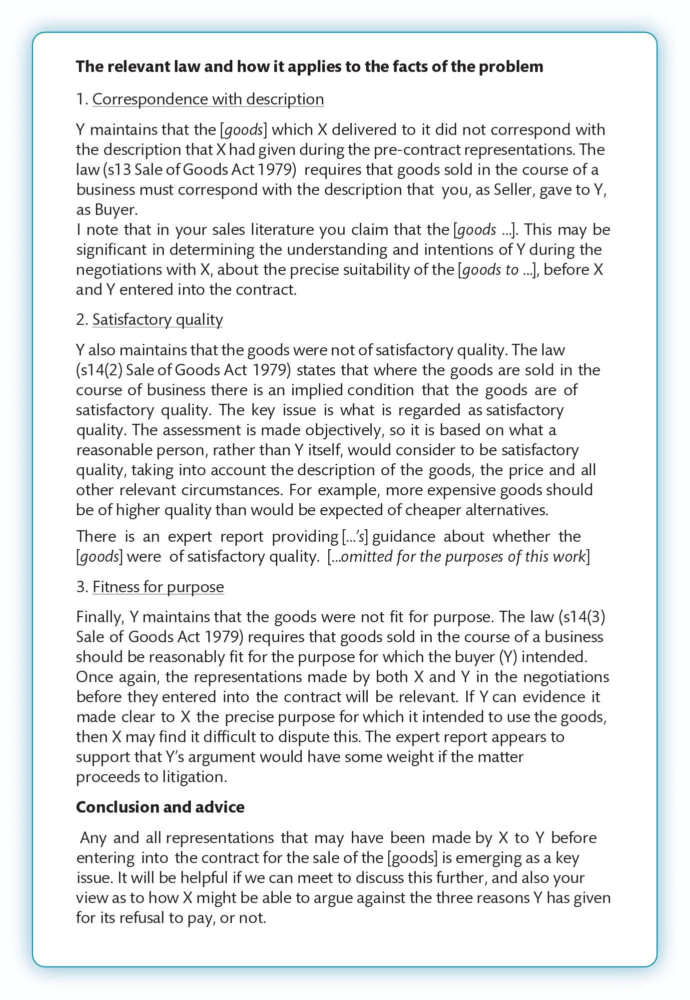 The relevant law and how it applies to the facts of the problem
1. Correspondence with description
Y maintains that the [goods] which X delivered to it did not correspond with
the description that X had given during the pre-contract representations. The
law (s13 Sale of Goods Act 1979) requires that goods sold in the course of a
business must correspond with the description that you, as Seller, gave to Y,
as Buyer.
I note that in your sales literature you claim that the [goods ...]. This may be
significant in determining the understanding and intentions of Y during the
negotiations with X, about the precise suitability of the [goods to ...], before X
and Y entered into the contract.
2. Satisfactory quality
Y also maintains that the goods were not of satisfactory quality. The law
(s14(2) Sale of Goods Act 1979) states that where the goods are sold in the
course of business there is an implied condition that the goods are of
satisfactory quality. The key issue is what is regarded as satisfactory
quality. The assessment is made objectively, so it is based on what a
reasonable person, rather than Y itself, would consider to be satisfactory
quality, taking into account the description of the goods, the price and all
other relevant circumstances. For example, more expensive goods should
be of higher quality than would be expected of cheaper alternatives.
There is an expert report providing [...’s] guidance about whether the
[goods] were of satisfactory quality. [...omitted for the purposes of this work]
3. Fitness for purpose
Finally, Y maintains that the goods were not fit for purpose. The law (s14(3)
Sale of Goods Act 1979) requires that goods sold in the course of a business
should be reasonably fit for the purpose for which the buyer (Y) intended.
Once again, the representations made by both X and Y in the negotiations
before they entered into the contract will be relevant. If Y can evidence it
made clear to X the precise purpose for which it intended to use the goods,
then X may find it difficult to dispute this. The expert report appears to
support that Y’s argument would have some weight if the matter
proceeds to litigation.
Conclusion and advice
Any and all representations that may have been made by X to Y before
entering into the contract for the sale of the [goods] is emerging as a key
issue. It will be helpful if we can meet to discuss this further, and also your
view as to how X might be able to argue against the three reasons Y has given
for its refusal to pay, or not.